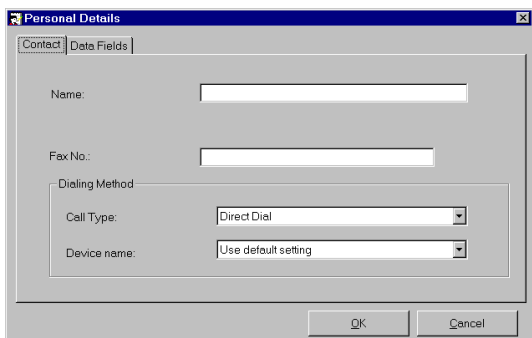 Personal Details
Contact Data Fields
Name:
Fax No.:
Dialing Method
Call Type: Direct Dial
Device name: Use default setting
OK Cancel